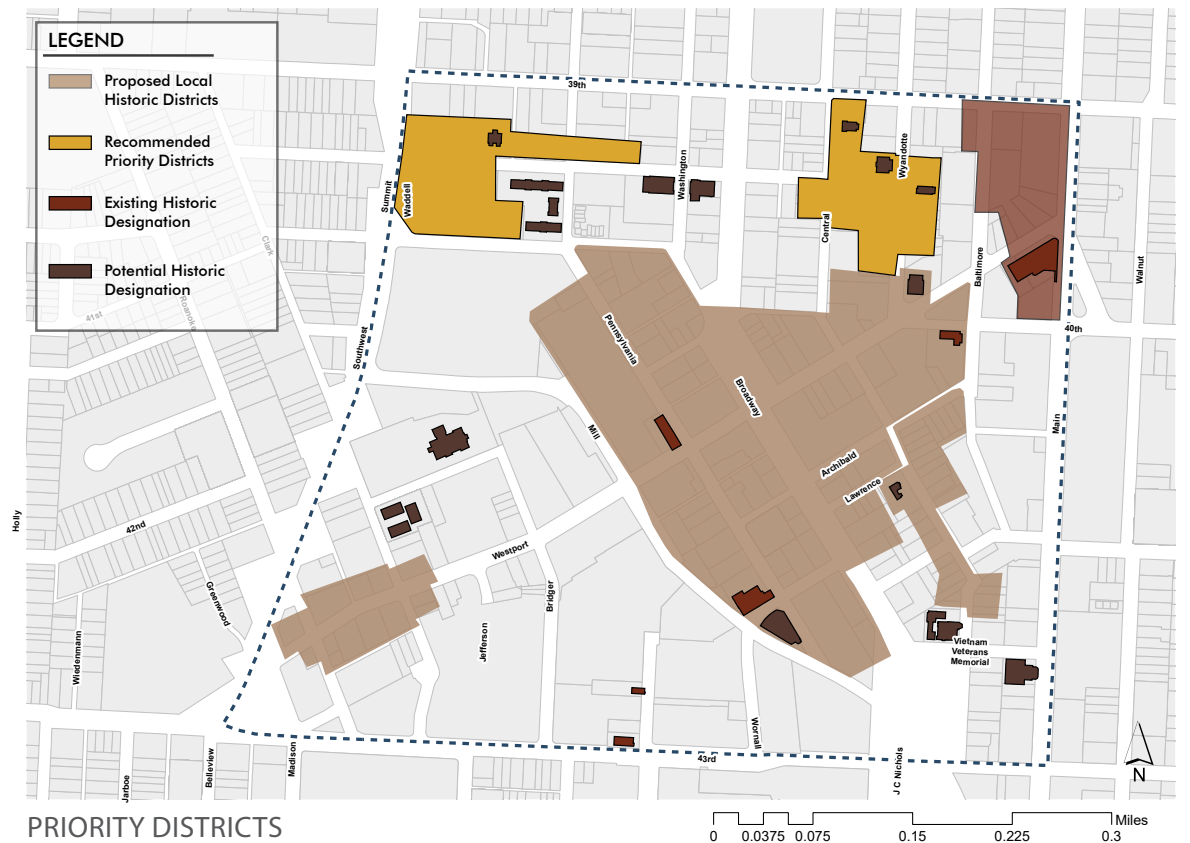 LEGEND
Proposed Local
Historic Districts
Recommended
Priority Districts
Existing Historic
Designation
Potential Historic
Designation
39th
Washington
Wyandotte
Summit
Waddell
Central
Clark
Baltimore
Walnut
Roanoke
41st
40th
Southwest
Pennsylvania
Broadway
Main
Mill
Archibald
Lawrence
Holly
42nd
Westport
Greenwood
Bridger
Wiedenmann
Jefferson
Vietnam
Veterans
Memorial
Wornall
43rd
Madison
Belleview
Jarboe
J C Nichols
N
PRIORITY DISTRICTS
Miles
0 0.0375 0.075 0.15 0.225 0.3